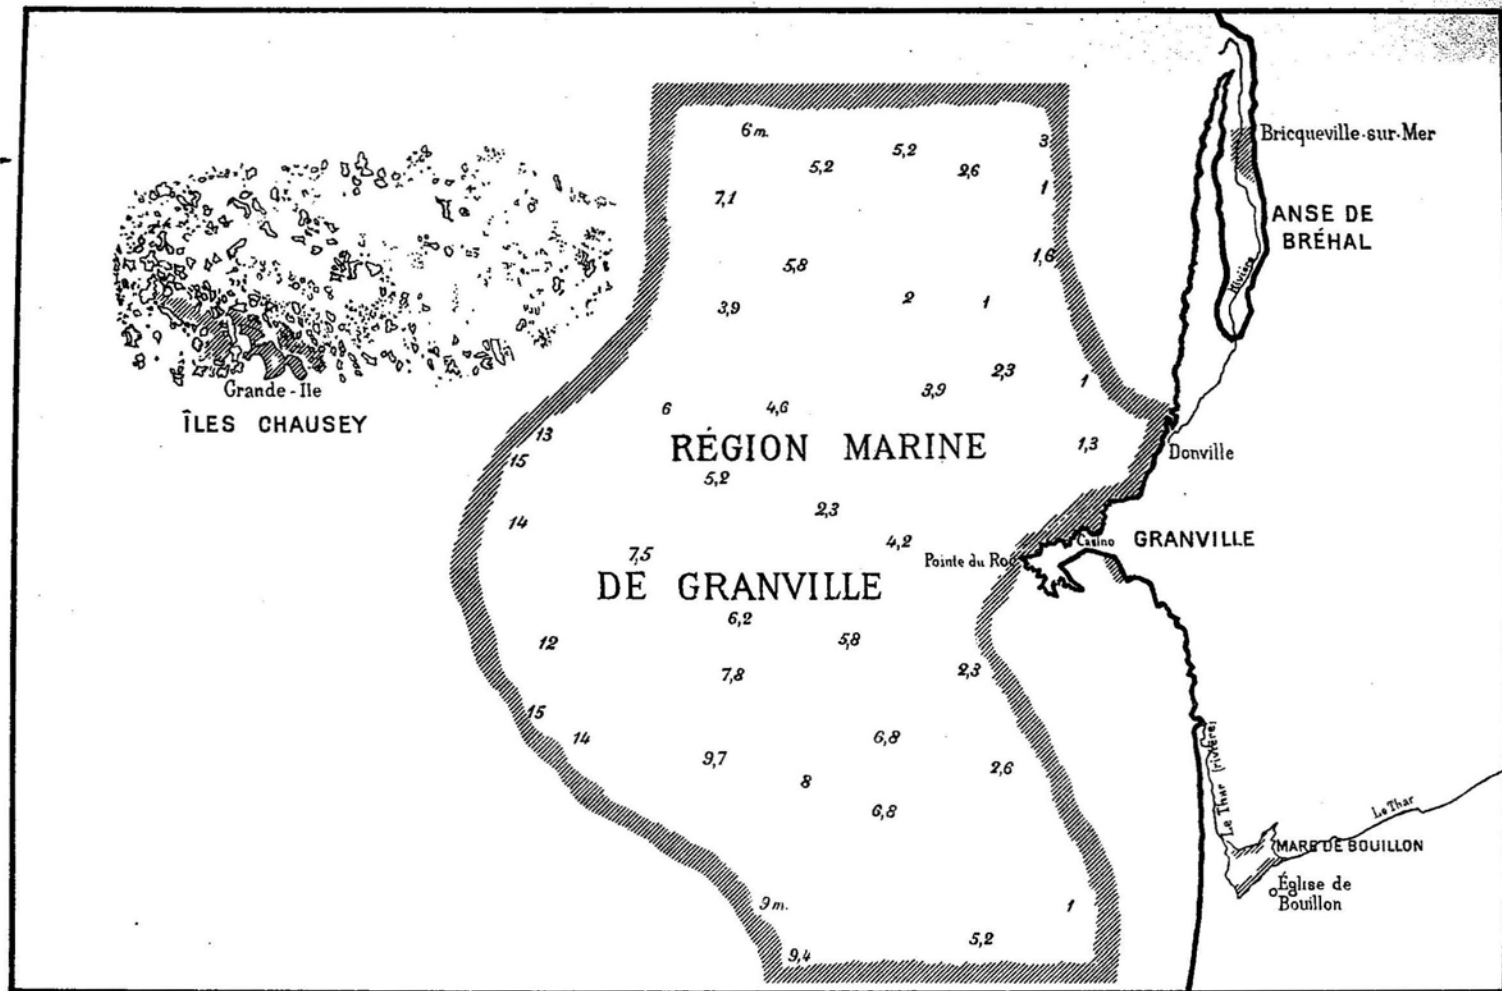 6 m.
5,2
5,2
2,6
3
7,1
1
5,8
1,6
3,9
2
1
2,3
3,9
1
6
4,6
13
15
1,3
RÉGION MARINE
5,2
14
2,3
4,2
7,5
DE GRANVILLE
6,2
5,8
12
7,8
2,3
15
14
6,8
9,7
8
2,6
6,8
9 m.
1
5,2
9,4
Grande-Ile
ÎLES CHAUSEY
Bricqueville-sur-Mer
ANSE DE
BRÉHAL
Rivière
Donville
Casino
GRANVILLE
Pointe du Roc
Le Thar (rivière)
Le Thar
MARE DE BOUILLON
Église de
Bouillon